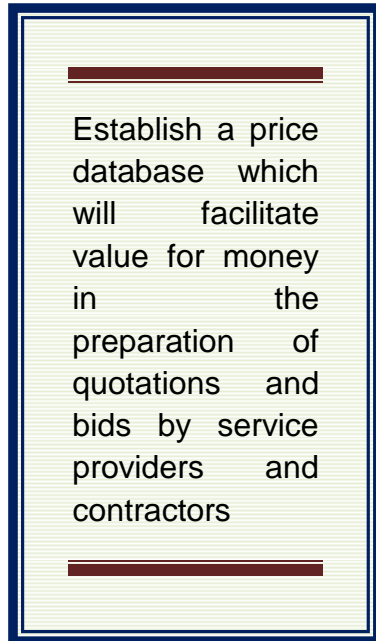 Establish a price
database which
will facilitate
value for money
in the
preparation of
quotations and
bids by service
providers and
contractors